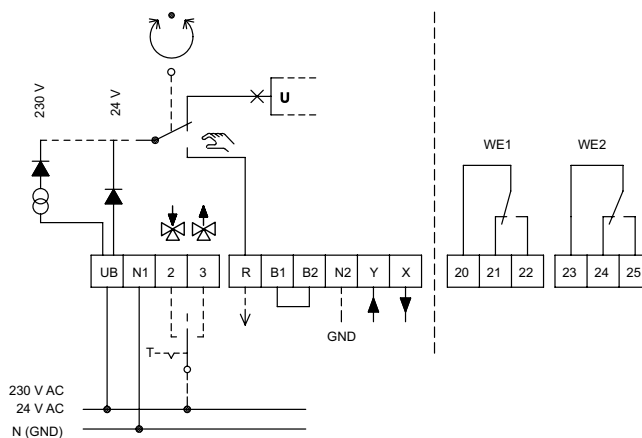 230 V
24 V
U
WE1
WE2
UB N1 2 3 R B1 B2 N2 Y X
20 21 22 23 24 25
GND
T
230 V AC
24 V AC
N (GND)